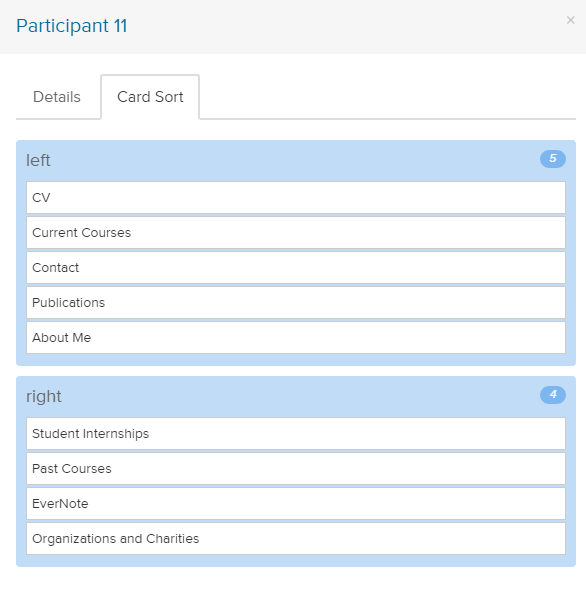 Participant 11
×
Details
Card Sort
left
5
CV
Current Courses
Contact
Publications
About Me
right
4
Student Internships
Past Courses
EverNote
Organizations and Charities